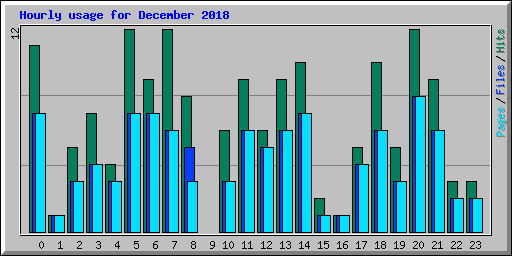 Hourly usage for December 2018
12
Pages/Files/Hits
0 1 2 3 4 5 6 7 8 9 10 11 12 13 14 15 16 17 18 19 20 21 22 23